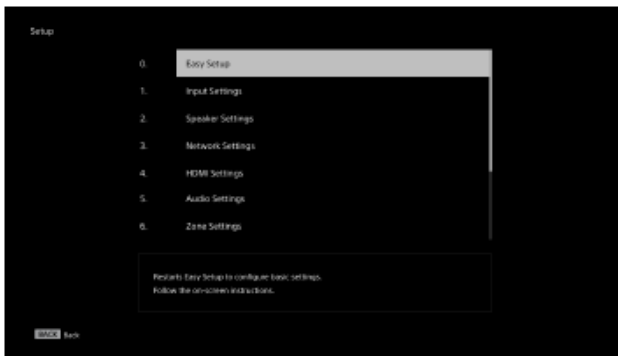 Setup
0. Easy Setup
1. Input Settings
2. Speaker Settings
3. Network Settings
4. HDMI Settings
5. Audio Settings
6. Zone Settings
Restarts Easy Setup to configure basic settings.
Follow the on-screen instructions.
BACK Back